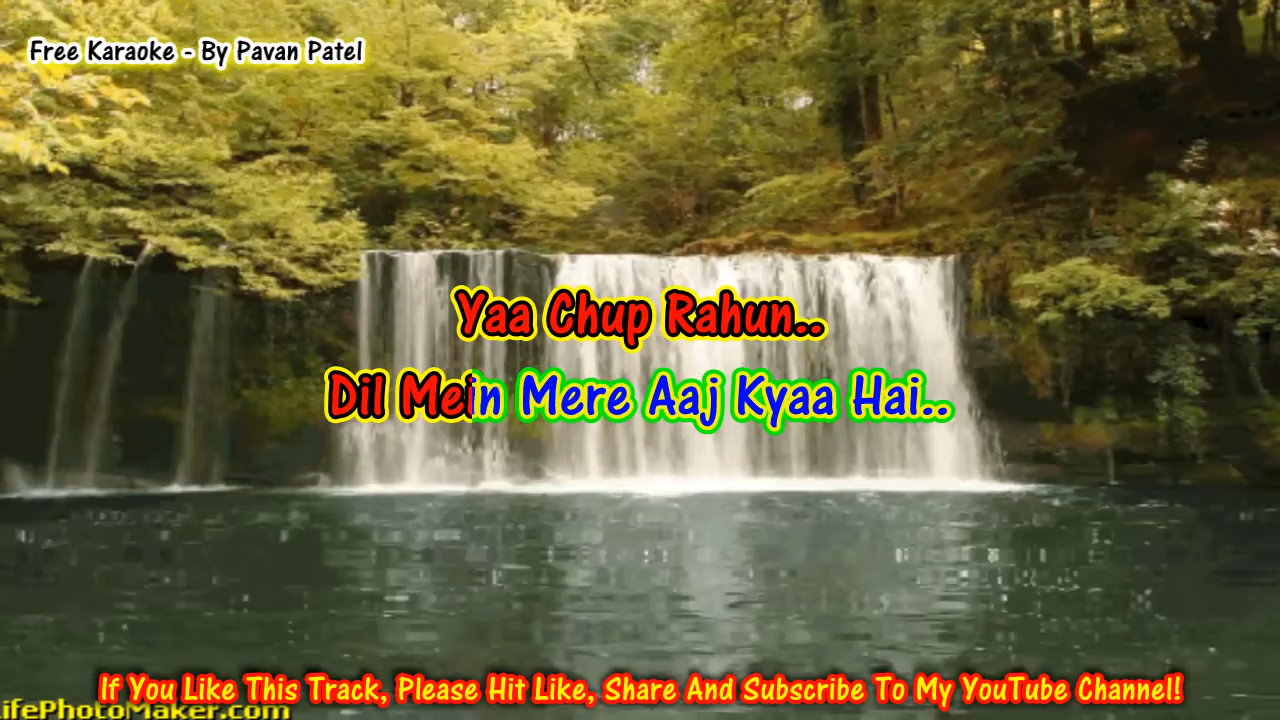 Free Karaoke - By Pavan Patel
Yaa Chup Rahun..
Dil Mein Mere Aaj Kyaa Hai..
If You Like This Track, Please Hit Like, Share And Subscribe To My YouTube Channel!
ifePhotoMaker.com